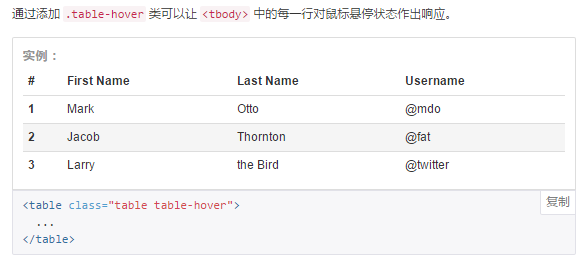 通过添加 .table-hover 类可以让 <tbody> 中的每一行对鼠标悬停状态作出响应。
实例：
# First Name Last Name Username
1 Mark Otto @mdo
2 Jacob Thornton @fat
3 Larry the Bird @twitter
复制
<table class="table table-hover">
  ...
</table>